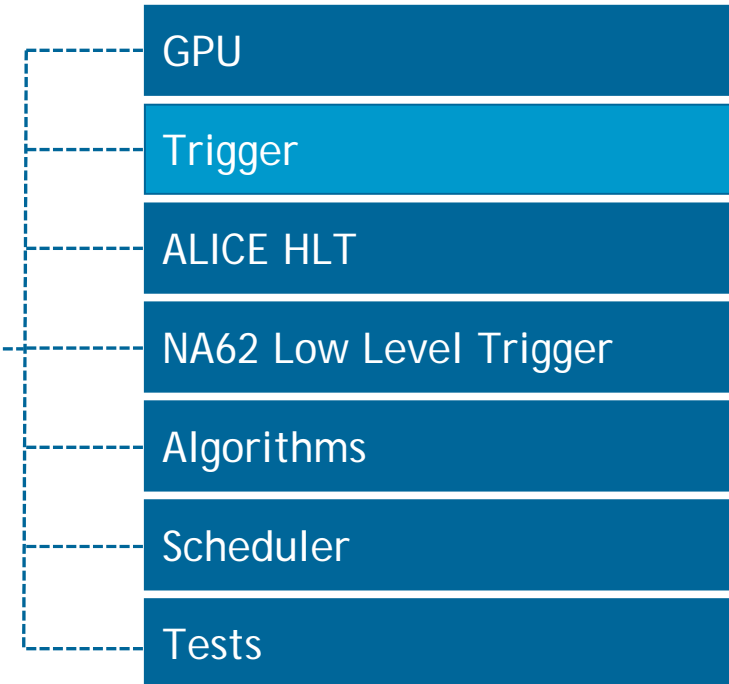 GPU
Trigger
ALICE HLT
NA62 Low Level Trigger
Algorithms
Scheduler
Tests